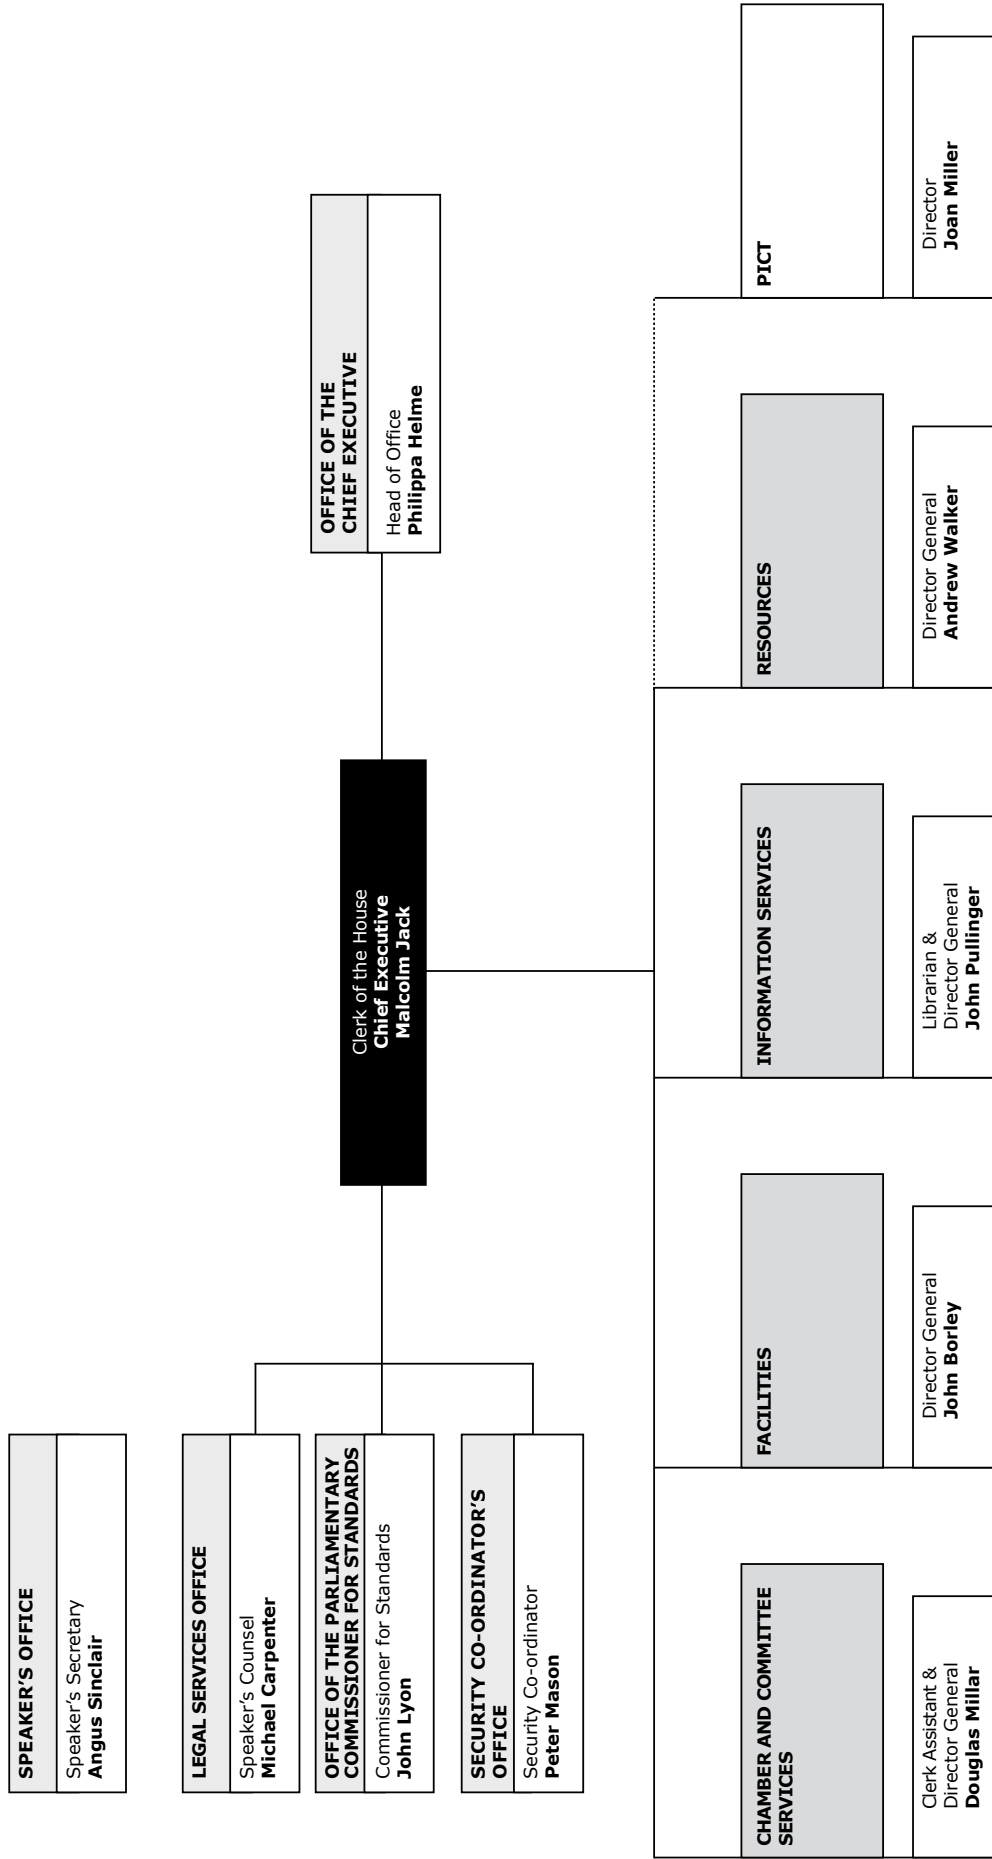 SPEAKER'S OFFICE
Speaker's Secretary
Angus Sinclair
LEGAL SERVICES OFFICE
Speaker's Counsel
Michael Carpenter
OFFICE OF THE PARLIAMENTARY
COMMISSIONER FOR STANDARDS
Commissioner for Standards
John Lyon
SECURITY CO-ORDINATOR'S
OFFICE
Security Co-ordinator
Peter Mason
Clerk of the House
Chief Executive
Malcolm Jack
OFFICE OF THE
CHIEF EXECUTIVE
Head of Office
Philippa Helme
CHAMBER AND COMMITTEE
SERVICES
Clerk Assistant &
Director General
Douglas Millar
FACILITIES
Director General
John Borley
INFORMATION SERVICES
Librarian &
Director General
John Pullinger
RESOURCES
Director General
Andrew Walker
PICT
Director
Joan Miller